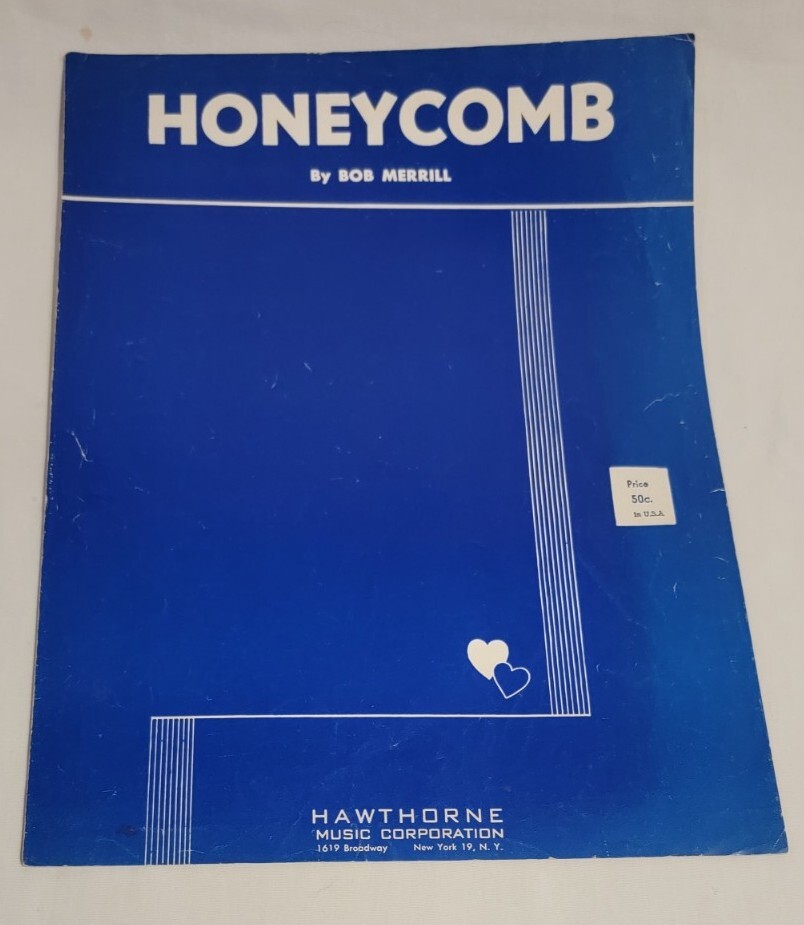 HONEYCOMB
By BOB MERRILL
Price
50c.
in U.S.A
HAWTHORNE
MUSIC CORPORATION
1619 Broadway New York 19, N. Y.